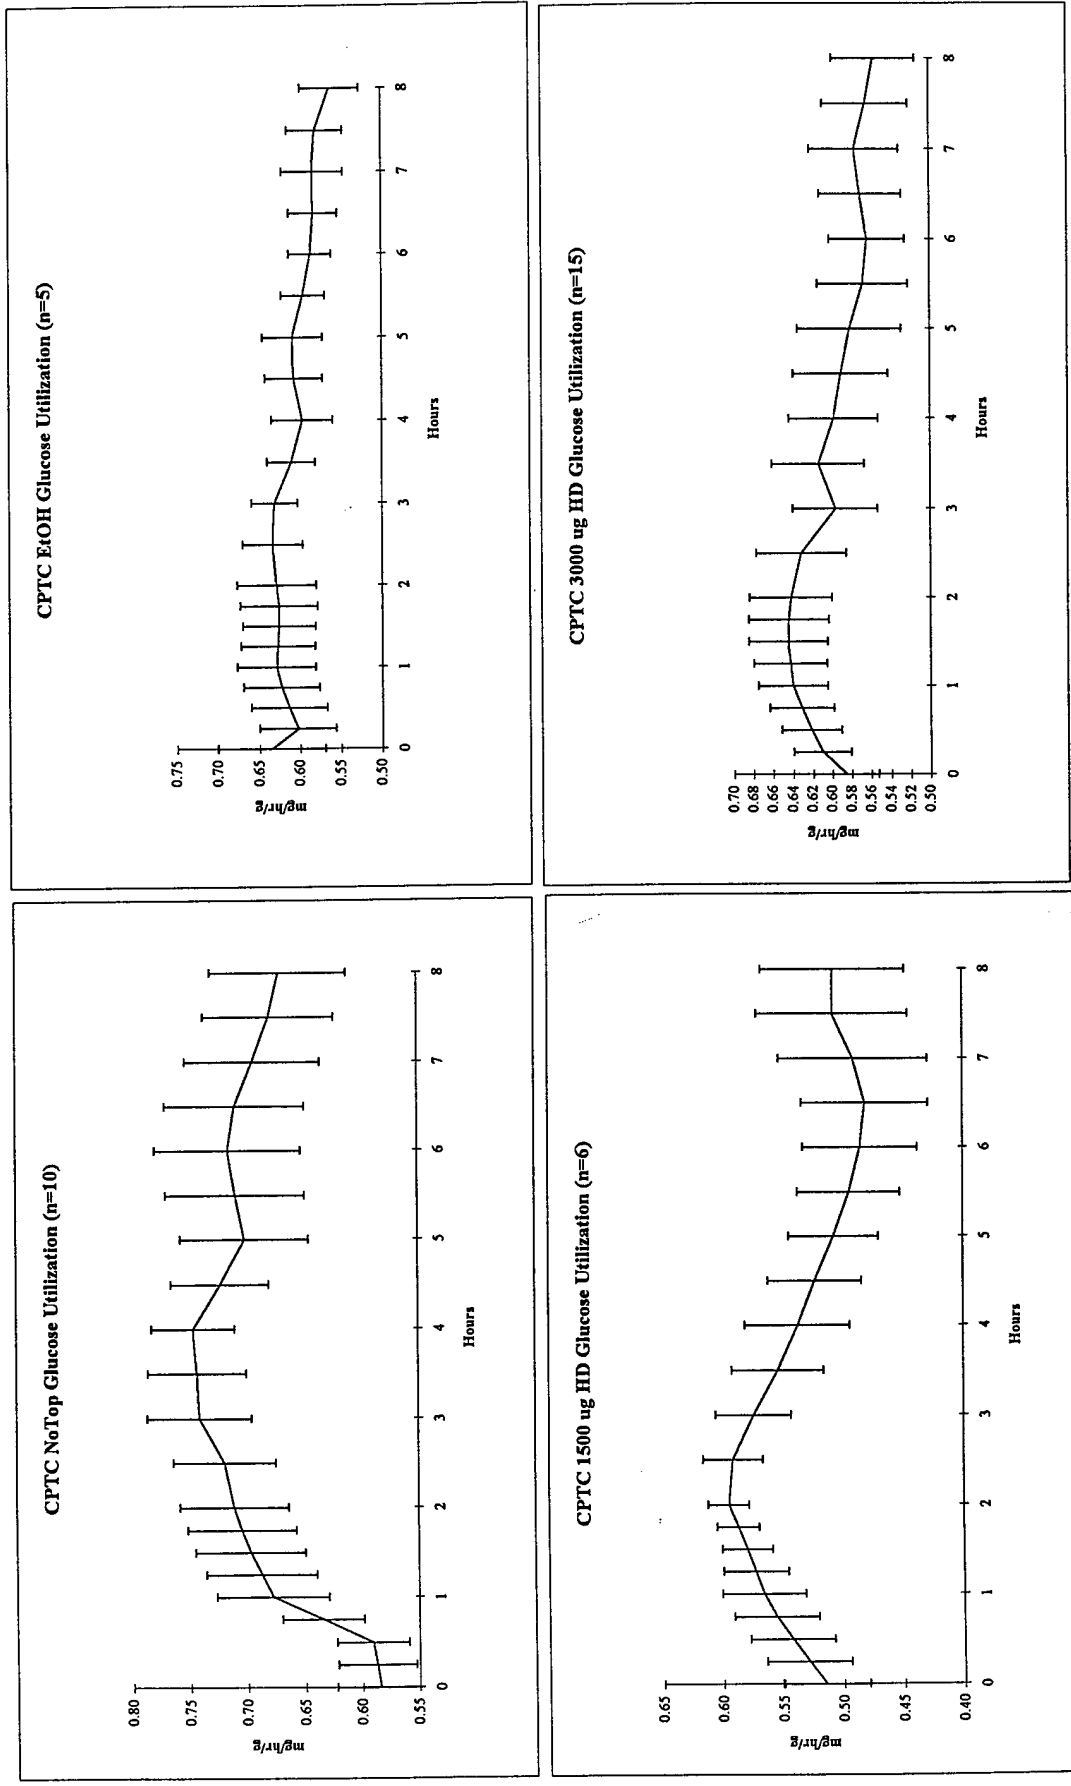 CPTC NoTop Glucose Utilization (n=10)
mg/hr/g
0.80
0.75
0.70
0.65
0.60
0.55
0 1 2 3 4 5 6 7 8
Hours
CPTC EtOH Glucose Utilization (n=5)
mg/hr/g
0.75
0.70
0.65
0.60
0.55
0.50
0 1 2 3 4 5 6 7 8
Hours
CPTC 1500 ug HD Glucose Utilization (n=6)
mg/hr/g
0.65
0.60
0.55
0.50
0.45
0.40
0 1 2 3 4 5 6 7 8
Hours
CPTC 3000 ug HD Glucose Utilization (n=15)
mg/hr/g
0.70
0.68
0.66
0.64
0.62
0.60
0.58
0.56
0.54
0.52
0.50
0 1 2 3 4 5 6 7 8
Hours